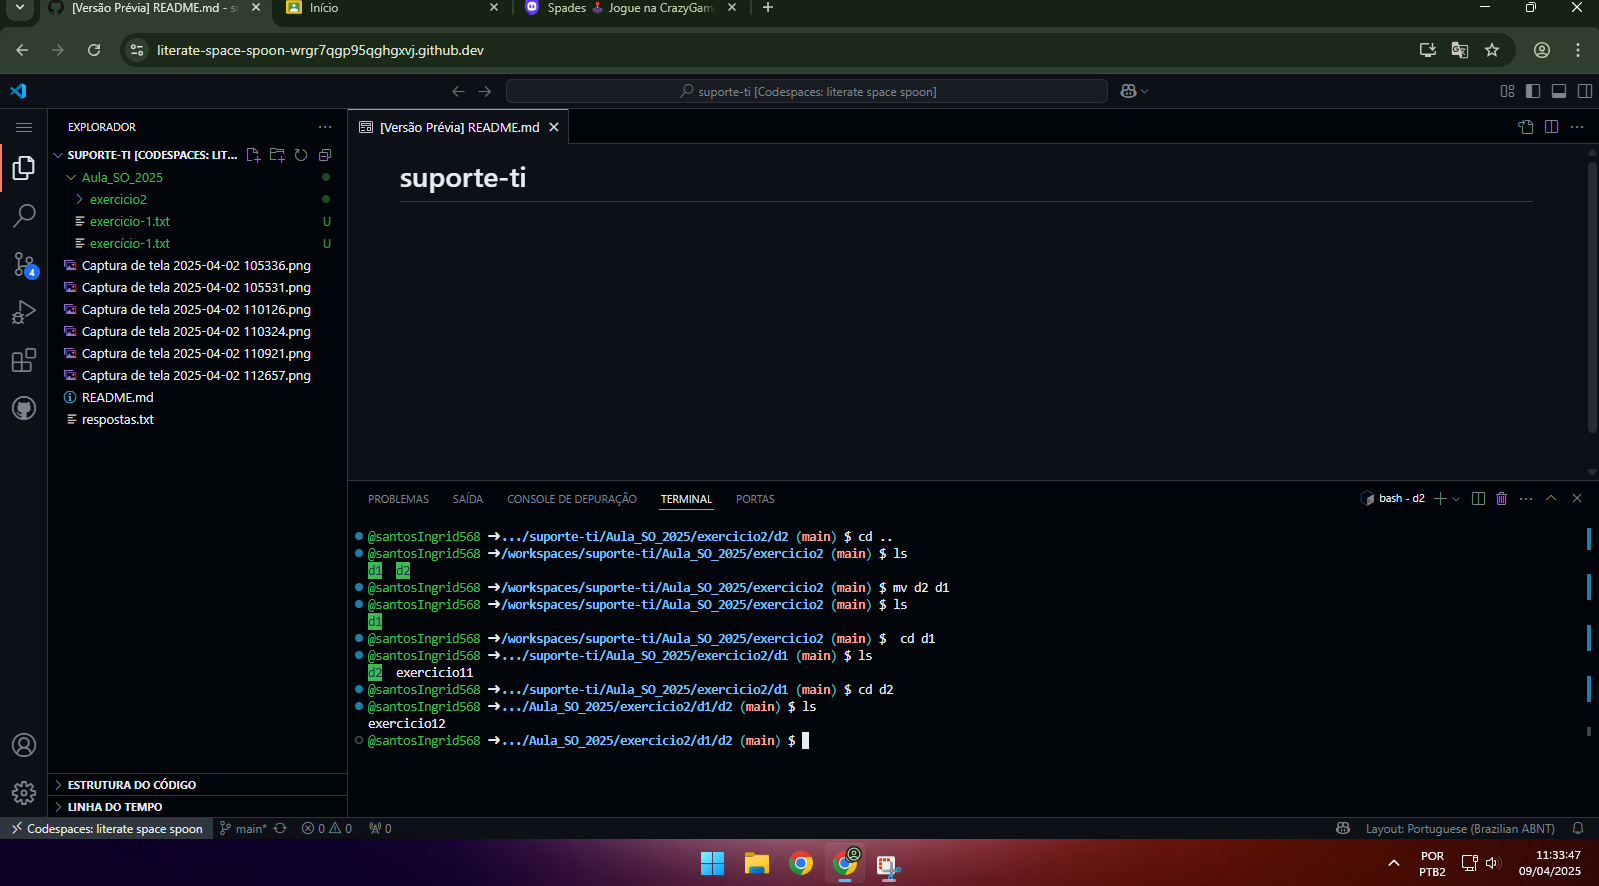 [Versão Prévia] README.md - su
Início
Spades Jogue na CrazyGam
literate-space-spoon-wrgr7qgp95qghgxvj.github.dev
suporte-ti [Codespaces: literate space spoon]
EXPLORADOR
[Versão Prévia] README.md
SUPORTE-TI [CODESPACES: LIT...
Aula_SO_2025
exercicio2
exercicio-1.txt U
exercício-1.txt U
Captura de tela 2025-04-02 105336.png
Captura de tela 2025-04-02 105531.png
Captura de tela 2025-04-02 110126.png
Captura de tela 2025-04-02 110324.png
Captura de tela 2025-04-02 110921.png
Captura de tela 2025-04-02 112657.png
README.md
respostas.txt
4
ESTRUTURA DO CÓDIGO
LINHA DO TEMPO
suporte-ti
PROBLEMAS SAÍDA CONSOLE DE DEPURAÇÃO TERMINAL PORTAS
bash - d2
@santosIngrid568 ➜.../suporte-ti/Aula_SO_2025/exercicio2/d2 (main) $ cd ..
@santosIngrid568 ➜/workspaces/suporte-ti/Aula_SO_2025/exercicio2 (main) $ ls
d1 d2
@santosIngrid568 ➜/workspaces/suporte-ti/Aula_SO_2025/exercicio2 (main) $ mv d2 d1
@santosIngrid568 ➜/workspaces/suporte-ti/Aula_SO_2025/exercicio2 (main) $ ls
d1
@santosIngrid568 ➜/workspaces/suporte-ti/Aula_SO_2025/exercicio2 (main) $  cd d1
@santosIngrid568 ➜.../suporte-ti/Aula_SO_2025/exercicio2/d1 (main) $ ls
d2 exercicio11
@santosIngrid568 ➜.../suporte-ti/Aula_SO_2025/exercicio2/d1 (main) $ cd d2
@santosIngrid568 ➜.../Aula_SO_2025/exercicio2/d1/d2 (main) $ ls
exercicio12
@santosIngrid568 ➜.../Aula_SO_2025/exercicio2/d1/d2 (main) $
Codespaces: literate space spoon main* 0 0 0
Layout: Portuguese (Brazilian ABNT)
POR
PTB2
11:33:47
09/04/2025